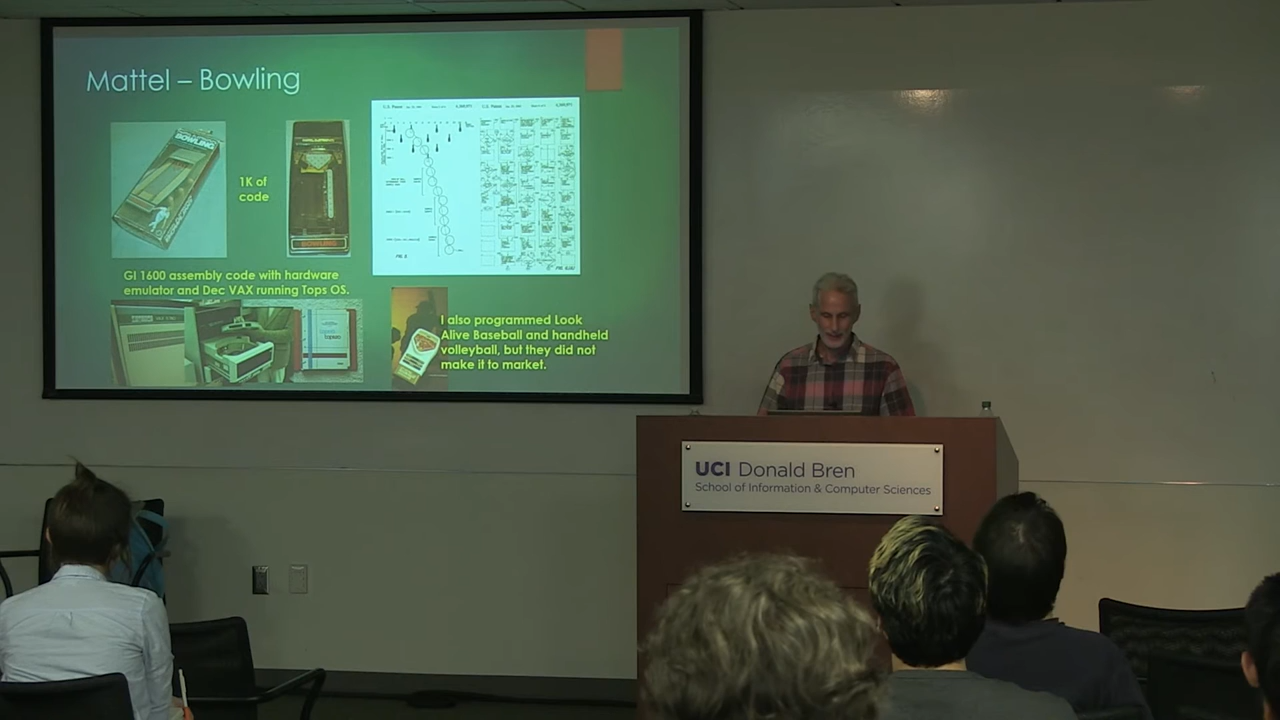 Mattel – Bowling
BOWLING
1K of
code
BOWLING
U.S. Patent
U.S. Patent
GI 1600 assembly code with hardware
emulator and Dec VAX running Tops OS.
I also programmed Look
Alive Baseball and handheld
volleyball, but they did not
make it to market.
UCI Donald Bren
School of Information & Computer Sciences